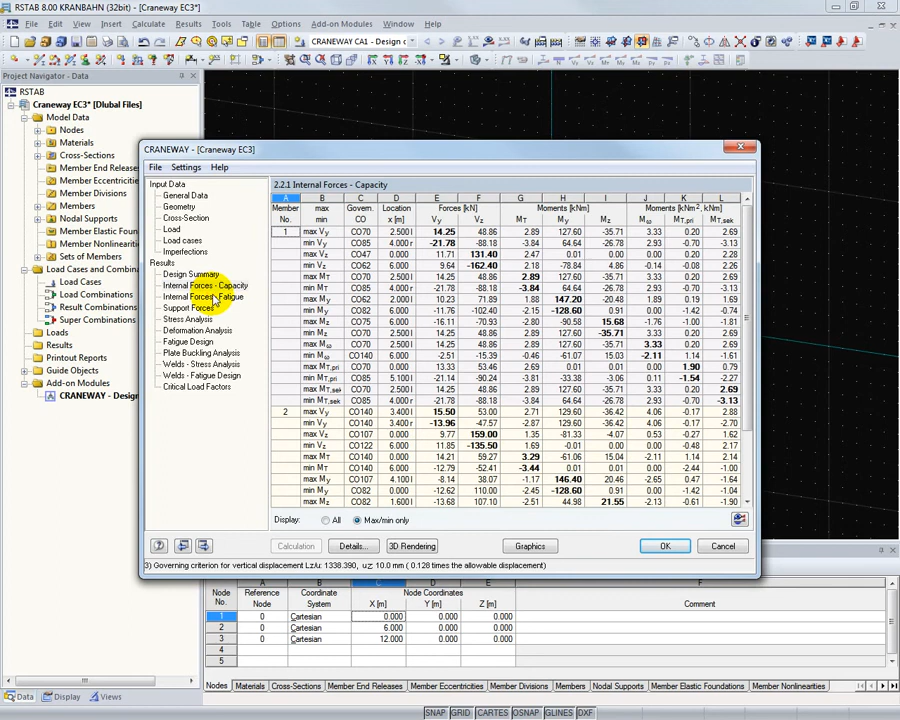 RSTAB 8.00 KRANBAHN (32bit) - [Craneway EC3*]
File Edit View Insert Calculate Results Tools Table Options Add-on Modules Window Help
CRANEWAY CA1 - Design c
Project Navigator - Data
RSTAB
Craneway EC3* [Dlubal Files]
Model Data
Nodes
Materials
Cross-Sections
Member End Releases
Member Eccentricitie
Member Divisions
Members
Nodal Supports
Member Elastic Found
Member Nonlinearitie
Sets of Members
Load Cases and Combina
Load Cases
Load Combinations
Result Combinations
Super Combinations
Loads
Results
Printout Reports
Guide Objects
Add-on Modules
CRANEWAY - Design
Data Display Views
CRANEWAY - [Craneway EC3]
File Settings Help
Input Data
General Data
Geometry
Cross-Section
Load
Load cases
Imperfections
Results
Design Summary
Internal Forces - Capacity
Internal Forces - Fatigue
Support Forces
Stress Analysis
Deformation Analysis
Fatigue Design
Plate Buckling Analysis
Welds - Stress Analysis
Welds - Fatigue Design
Critical Load Factors
2.2.1 Internal Forces - Capacity
A B C D E F G H I J K L
Member max Govern. Location Forces [kN] Moments [kNm] Moments [kNm², kNm]
No. min CO x [m] Vy Vz MT My Mz Mω MT,pri MT,sek
1 max Vy CO70 2.500 l 14.25 48.86 2.89 127.60 -35.71 3.33 0.20 2.69
min Vy CO85 4.000 r -21.78 -88.18 -3.84 64.64 -26.78 2.93 -0.70 -3.13
max Vz CO47 0.000 11.71 131.40 2.67 0.00 0.00 0.00 1.26 1.41
min Vz CO62 6.000 9.64 -162.40 2.18 -78.84 4.86 -0.14 -0.08 2.26
max MT CO70 2.500 l 14.25 48.86 2.89 127.60 -35.71 3.33 0.20 2.69
min MT CO85 4.000 r -21.78 -88.18 -3.84 64.64 -26.78 2.93 -0.70 -3.13
max My CO62 2.000 l 10.23 71.89 1.88 147.20 -20.48 1.89 0.19 1.69
min My CO82 6.000 -11.76 -102.40 -2.16 -128.60 0.91 -1.42 -0.74
max Mz CO75 6.000 -16.11 -70.93 -2.80 -90.58 15.68 -1.76 -1.00 -1.81
min Mz CO70 2.500 l 14.25 48.86 2.89 127.60 -35.71 3.33 0.20 2.69
max Mω CO70 2.500 l 14.25 48.86 2.89 127.60 -35.71 3.33 0.20 2.69
min Mω CO140 6.000 -2.51 -15.39 -0.46 -61.07 15.03 -2.11 1.14 -1.61
max MT,pri CO70 0.000 13.33 53.46 2.69 0.00 0.00 0.00 1.90 0.79
min MT,pri CO85 5.100 l -21.14 -90.24 -3.81 -33.38 -3.06 0.11 -1.54 -2.27
max MT,sek CO70 2.500 l 14.25 48.86 2.89 127.60 -35.71 3.33 0.20 2.69
min MT,sek CO85 4.000 r -21.78 -88.18 -3.84 64.64 -26.78 2.93 -0.70 -3.13
2 max Vy CO140 3.400 l 15.50 53.00 2.71 129.60 -36.42 4.06 -0.17 2.88
min Vy CO140 3.400 r -13.96 -47.57 -2.87 129.60 -36.42 4.06 -0.17 -2.70
max Vz CO107 0.000 9.77 159.00 1.35 -81.33 -4.07 0.53 -0.27 1.62
min Vz CO122 6.000 11.85 -135.50 -0.01 0.00 0.00 -0.48 2.17
max MT CO140 0.000 14.21 59.27 3.29 -61.06 15.04 -2.11 1.14 2.14
min MT CO140 6.000 -12.79 -52.41 -3.44 0.01 0.01 0.00 -2.44 -1.00
max My CO107 4.100 r -8.14 38.07 -1.17 146.40 20.46 -2.65 0.47 -1.64
min My CO82 0.000 -12.62 110.00 -2.45 -128.60 0.91 -1.42 -1.04
max Mz CO82 1.600 l -13.68 107.10 -2.51 44.98 21.55 -2.13 -0.61 -1.90
Display: All Max/min only
Calculation Details... 3D Rendering Graphics OK Cancel
3) Governing criterion for vertical displacement Lz/u: 1338.390, uz: 10.0 mm ( 0.128 times the allowable displacement)
A B C D E F
Node Reference Coordinate Node Coordinates
No. Node System X [m] Y [m] Z [m] Comment
1 0 Cartesian 0.000 0.000 0.000
2 0 Cartesian 6.000 0.000 0.000
3 0 Cartesian 12.000 0.000 0.000
4
5
Nodes Materials Cross-Sections Member End Releases Member Eccentricities Member Divisions Members Nodal Supports Member Elastic Foundations Member Nonlinearities
SNAP GRID CARTES OSNAP GLINES DXF